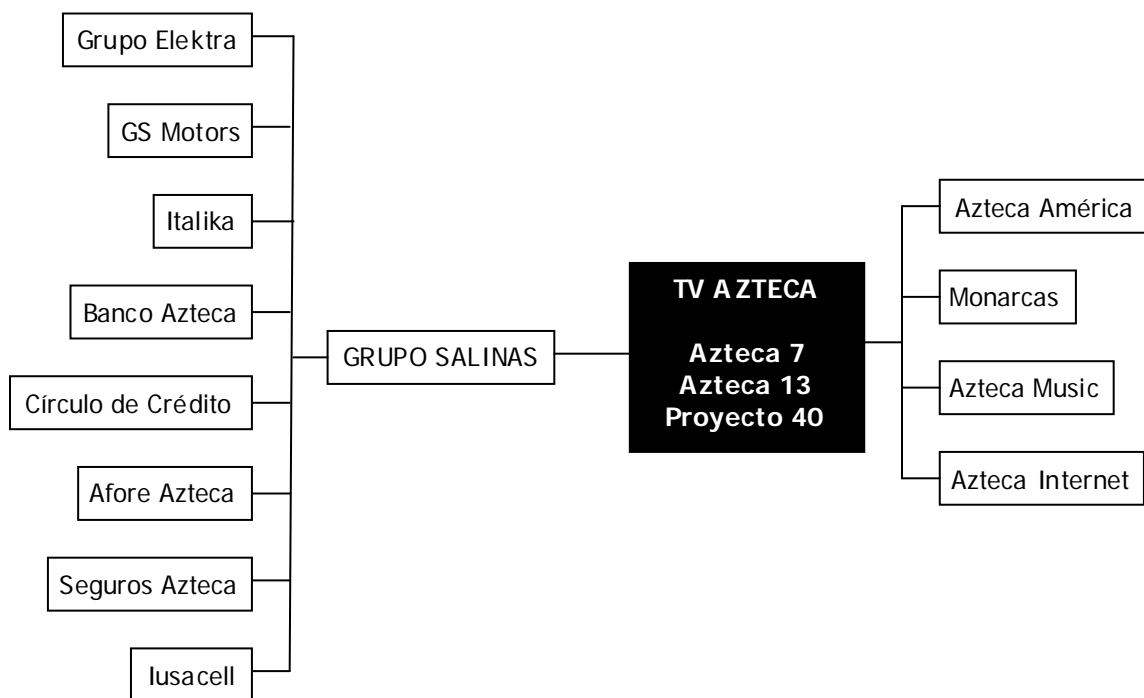 Grupo Elektra
GS Motors
Italika
Banco Azteca
Círculo de Crédito
Afore Azteca
Seguros Azteca
Iusacell
GRUPO SALINAS
TV AZTECA
Azteca 7
Azteca 13
Proyecto 40
Azteca América
Monarcas
Azteca Music
Azteca Internet